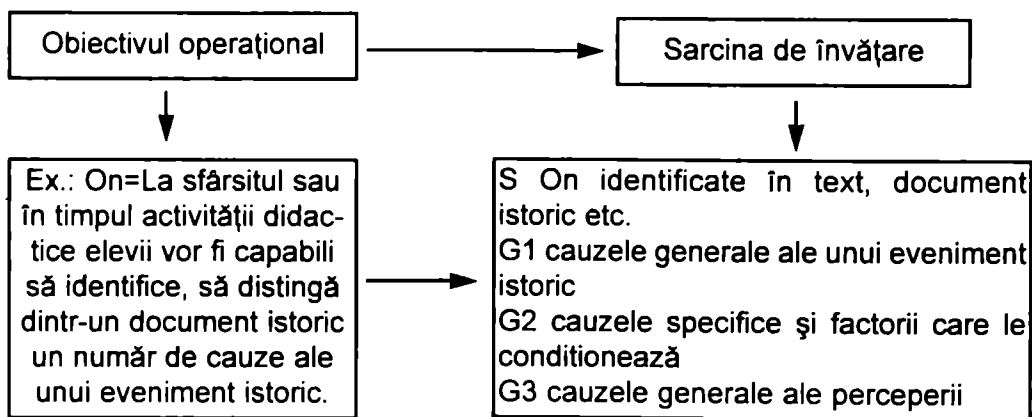 Obiectivul operaţional
Sarcina de învăţare
Ex.: On=La sfârsitul sau
în timpul activităţii didac-
tice elevii vor fi capabili
să identifice, să distingă
dintr-un document istoric
un număr de cauze ale
unui eveniment istoric.
S On identificate în text, document
istoric etc.
G1 cauzele generale ale unui eveniment
istoric
G2 cauzele specifice şi factorii care le
conditionează
G3 cauzele generale ale perceperii